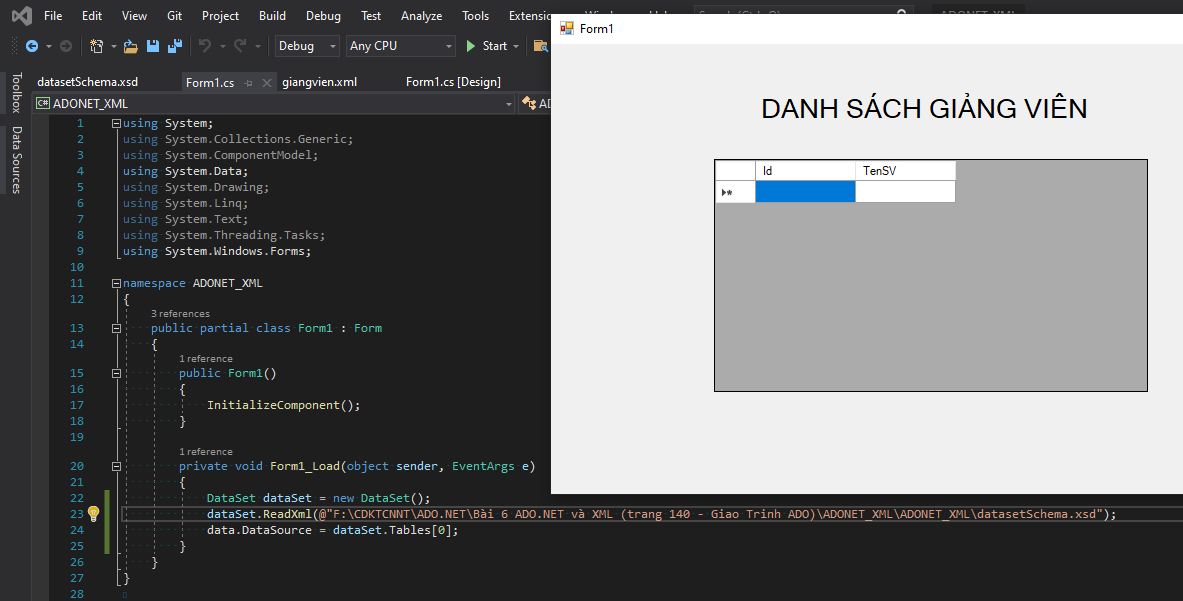 File Edit View Git Project Build Debug Test Analyze Tools
Debug Any CPU Start
datasetSchema.xsd Form1.cs giangvien.xml Form1.cs [Design]
Toolbox
Data Sources
C# ADONET_XML
1 using System;
2 using System.Collections.Generic;
3 using System.ComponentModel;
4 using System.Data;
5 using System.Drawing;
6 using System.Linq;
7 using System.Text;
8 using System.Threading.Tasks;
9 using System.Windows.Forms;
10
11 namespace ADONET_XML
12 {
3 references
13 public partial class Form1 : Form
14 {
1 reference
15 public Form1()
16 {
17 InitializeComponent();
18 }
19
1 reference
20 private void Form1_Load(object sender, EventArgs e)
21 {
22 DataSet dataSet = new DataSet();
23 dataSet.ReadXml(@"F:\CDKTCNNT\ADO.NET\Bài 6 ADO.NET và XML (trang 140 - Giao Trinh ADO)\ADONET_XML\ADONET_XML\datasetSchema.xsd");
24 data.DataSource = dataSet.Tables[0];
25 }
26 }
27 }
28
Form1
DANH SÁCH GIẢNG VIÊN
Id TenSV